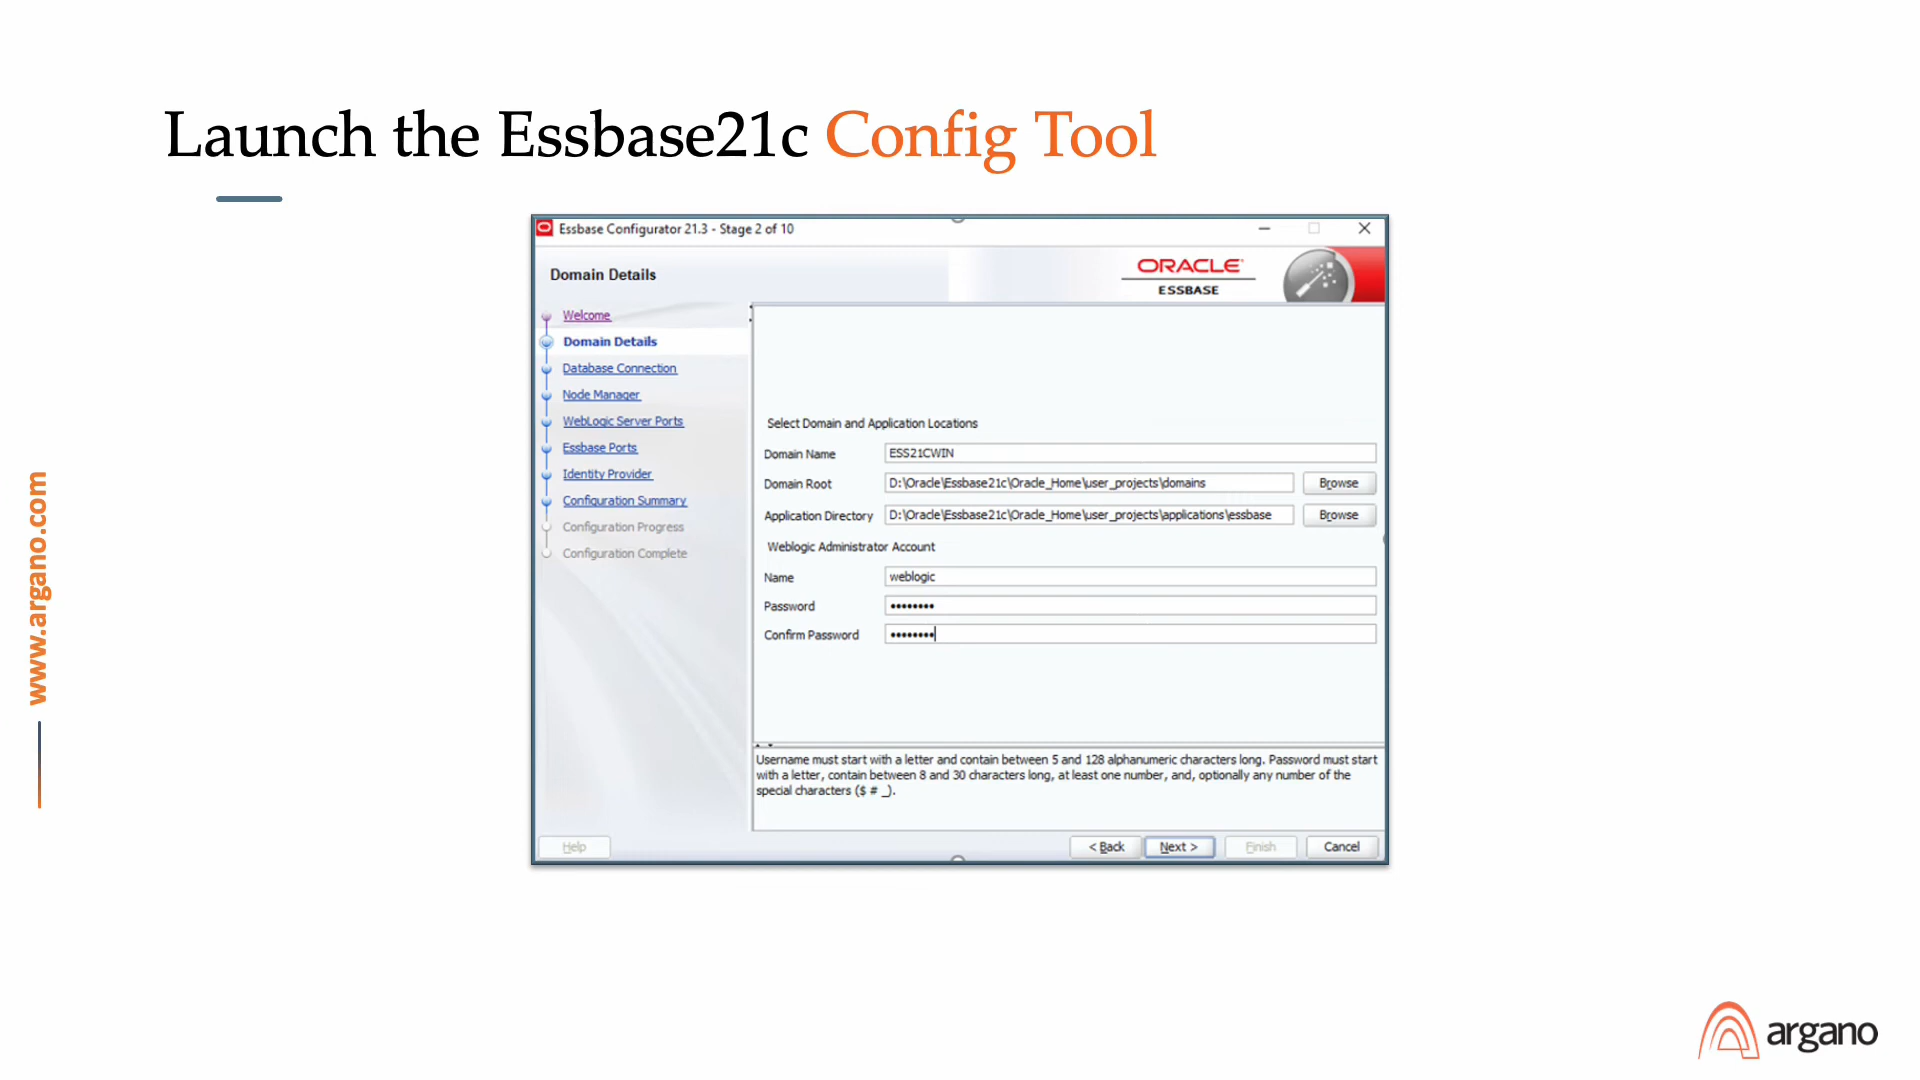 Launch the Essbase21c Config Tool
Essbase Configurator 21.3 - Stage 2 of 10
Domain Details
ORACLE
ESSBASE
Welcome
Domain Details
Database Connection
Node Manager
WebLogic Server Ports
Essbase Ports
Identity Provider
Configuration Summary
Configuration Progress
Configuration Complete
Select Domain and Application Locations
Domain Name ESS21CWIN
Domain Root D:\Oracle\Essbase21c\Oracle_Home\user_projects\domains Browse
Application Directory D:\Oracle\Essbase21c\Oracle_Home\user_projects\applications\essbase Browse
Weblogic Administrator Account
Name weblogic
Password ••••••••
Confirm Password ••••••••
Username must start with a letter and contain between 5 and 128 alphanumeric characters long. Password must start
with a letter, contain between 8 and 30 characters long, at least one number, and, optionally any number of the
special characters ($ # _).
Help < Back Next > Finish Cancel
www.argano.com
argano